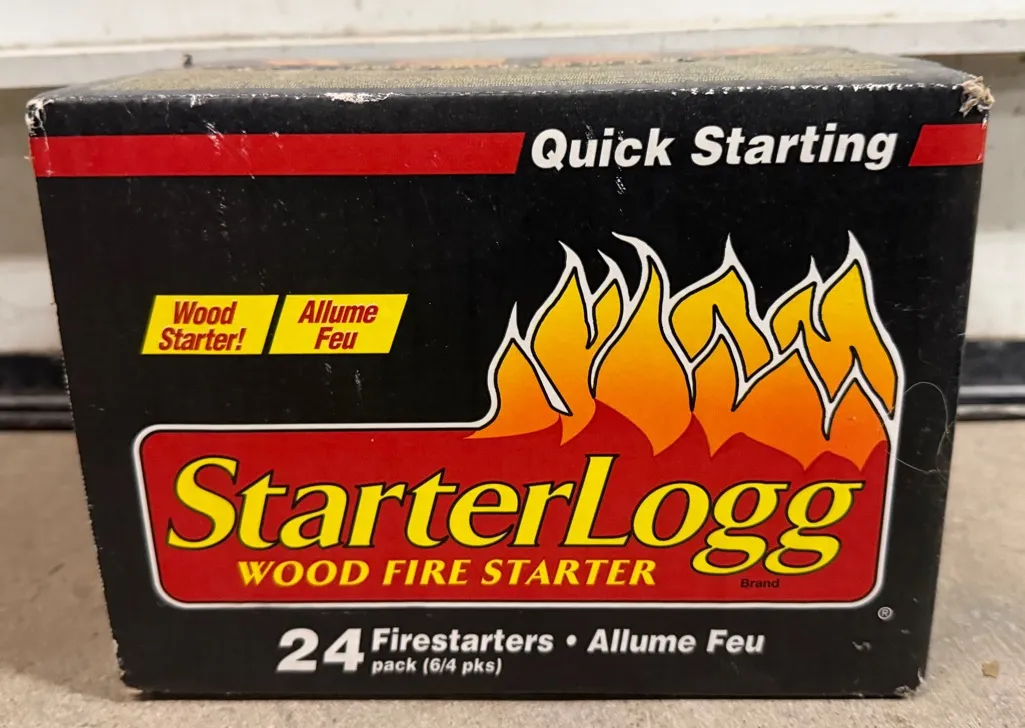 Quick Starting
Wood
Starter!
Allume
Feu
StarterLogg
WOOD FIRE STARTER
Brand
®
24 Firestarters • Allume Feu
pack (6/4 pks)